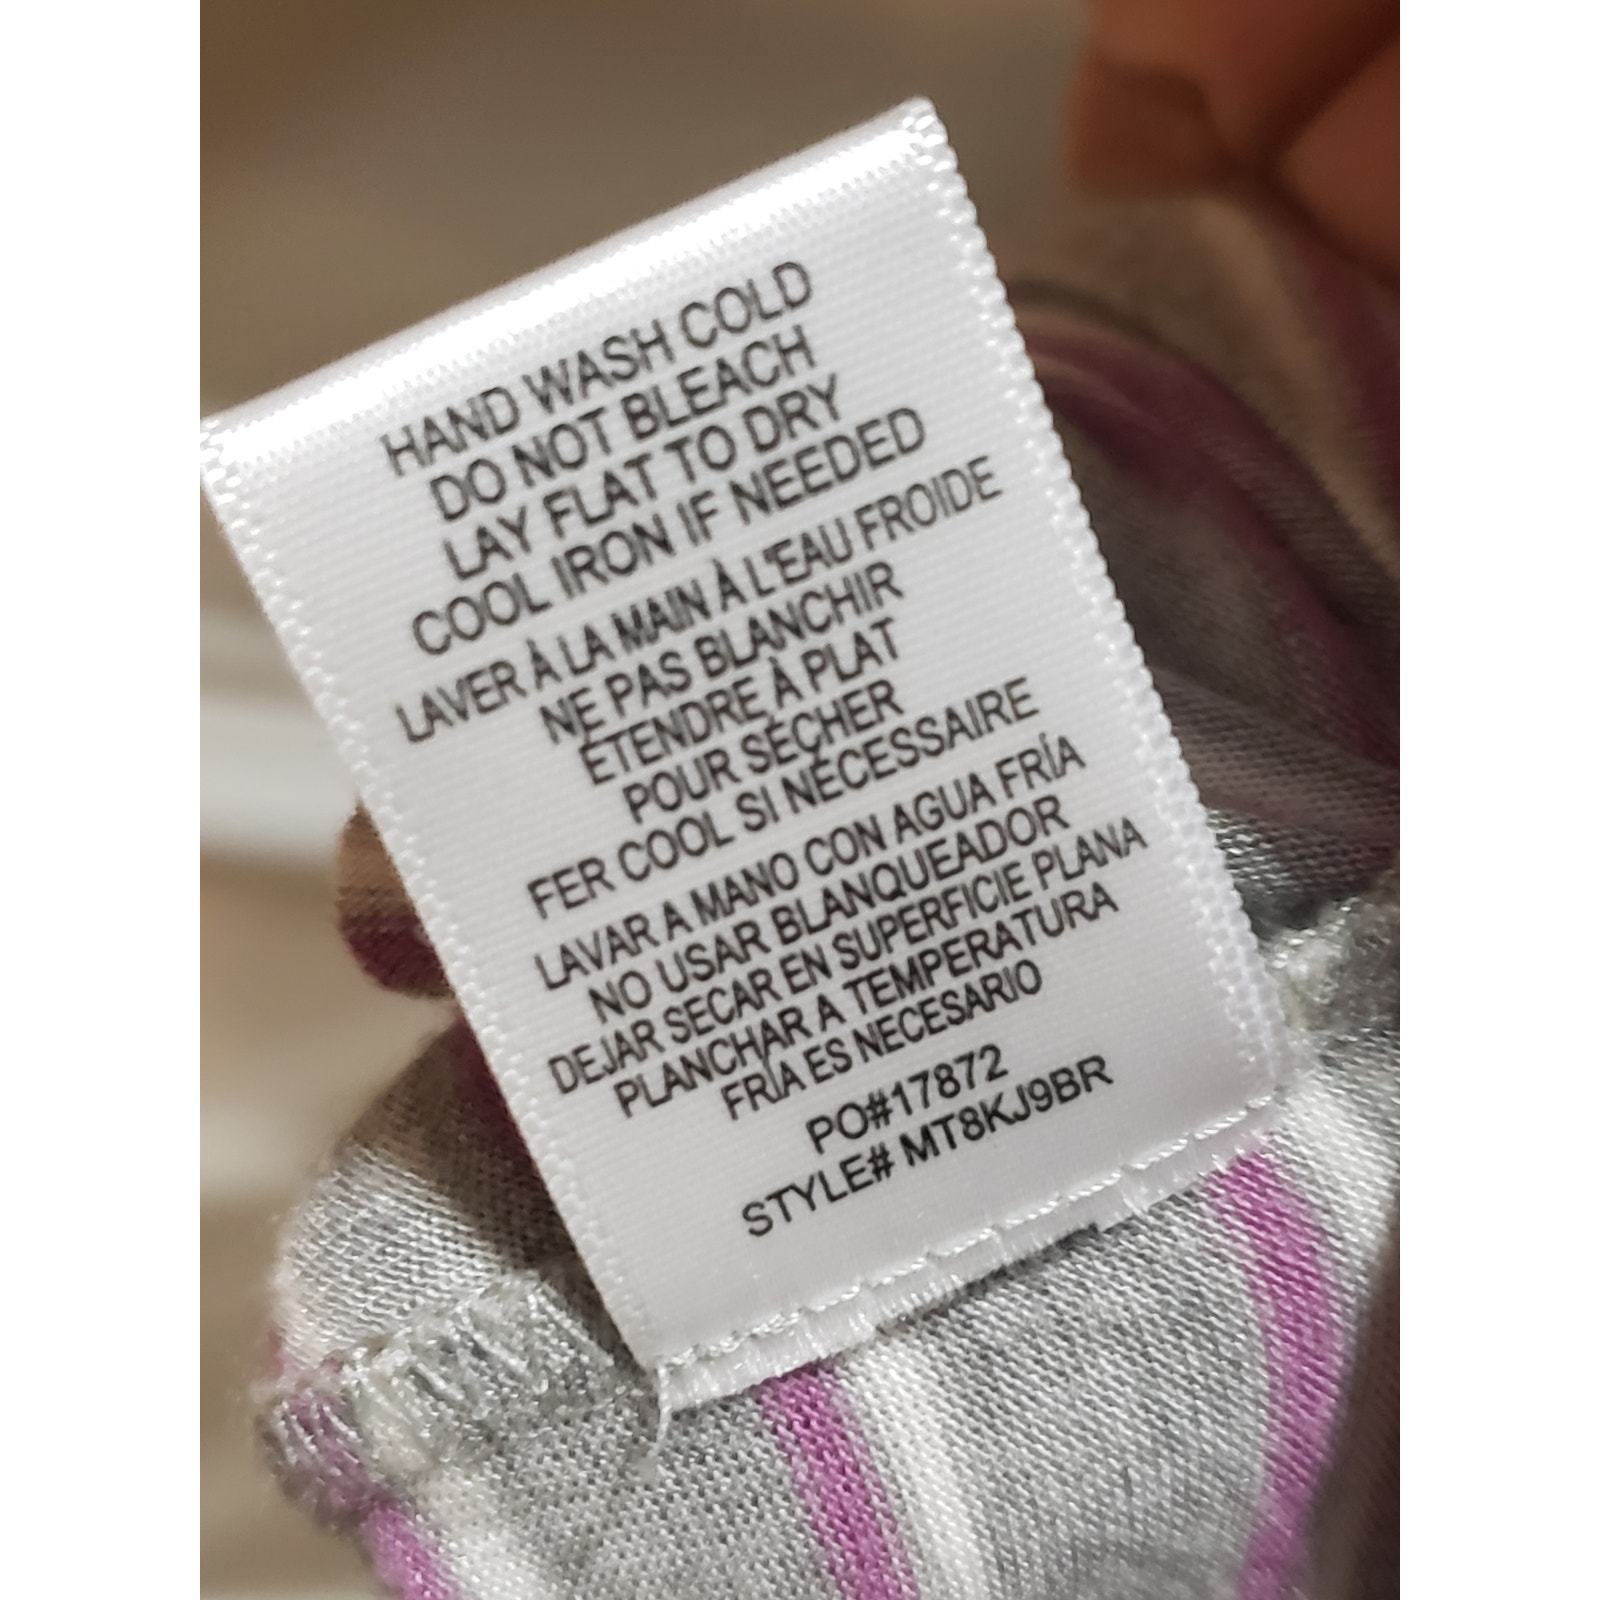 HAND WASH COLD
DO NOT BLEACH
LAY FLAT TO DRY
COOL IRON IF NEEDED
LAVER À LA MAIN À L'EAU FROIDE
NE PAS BLANCHIR
ÉTENDRE À PLAT
POUR SÉCHER
FER COOL SI NÉCESSAIRE
LAVAR A MANO CON AGUA FRÍA
NO USAR BLANQUEADOR
DEJAR SECAR EN SUPERFICIE PLANA
PLANCHAR A TEMPERATURA
FRÍA ES NECESARIO
PO#17872
STYLE# MT8KJ9BR